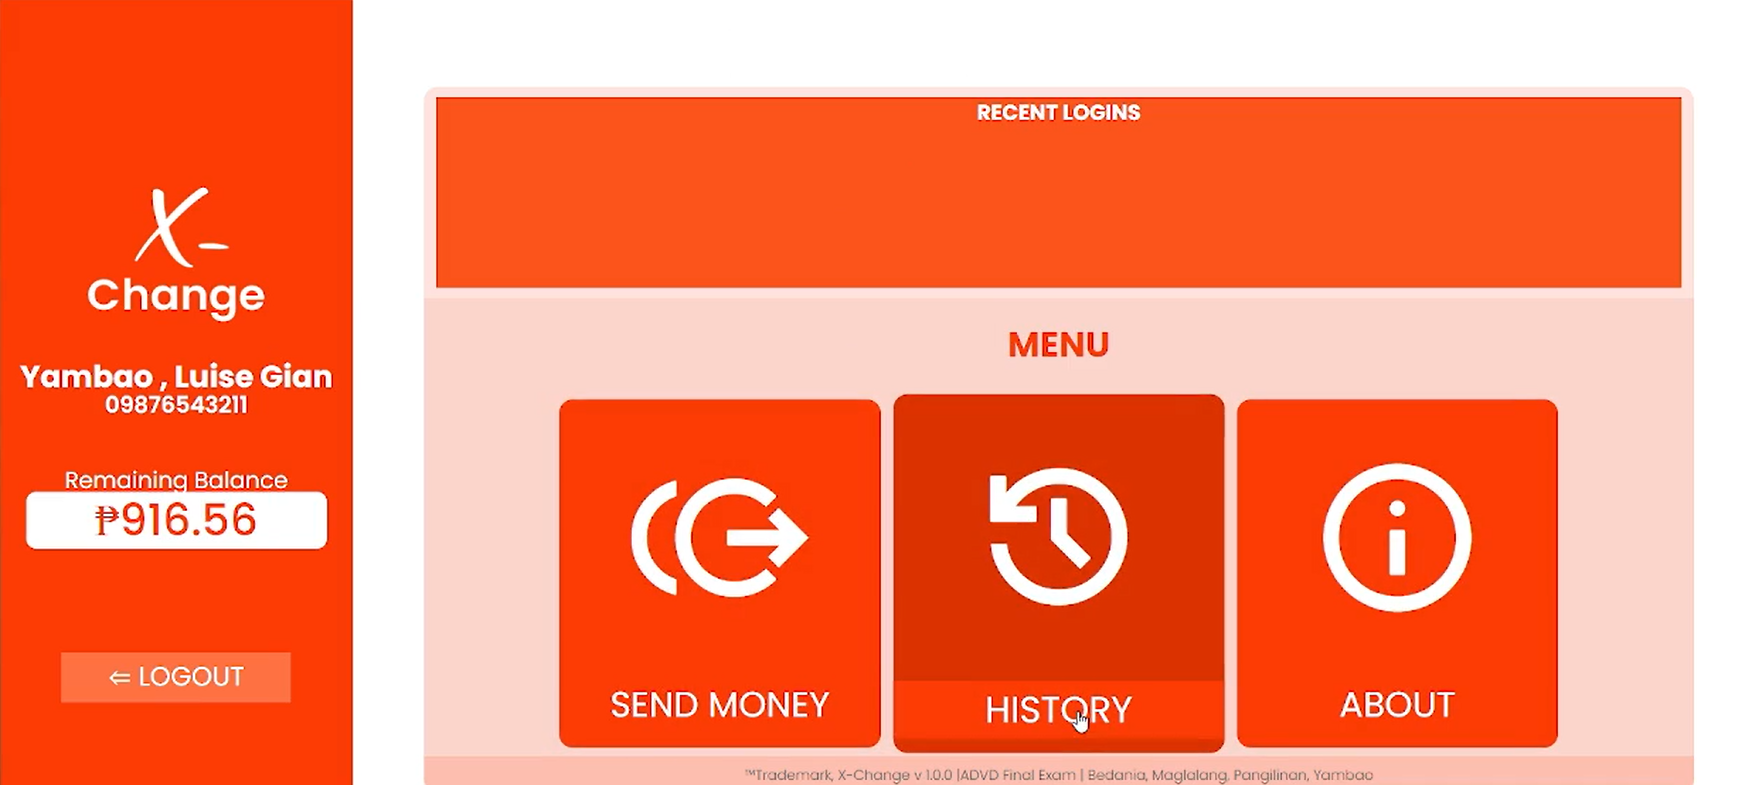 X-
Change
Yambao , Luise Gian
09876543211
Remaining Balance
₱916.56
⇐ LOGOUT
RECENT LOGINS
MENU
SEND MONEY
HISTORY
ABOUT
™Trademark, X-Change v 1.0.0 |ADVD Final Exam | Bedania, Maglalang, Pangilinan, Yambao